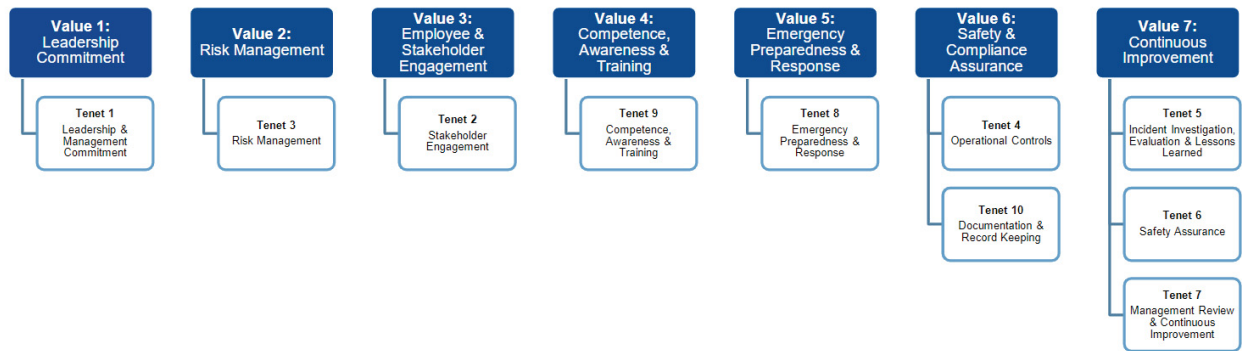 Value 1:
Leadership
Commitment
Tenet 1
Leadership &
Management
Commitment
Value 2:
Risk Management
Tenet 3
Risk Management
Value 3:
Employee &
Stakeholder
Engagement
Tenet 2
Stakeholder
Engagement
Value 4:
Competence,
Awareness &
Training
Tenet 9
Competence,
Awareness &
Training
Value 5:
Emergency
Preparedness &
Response
Tenet 8
Emergency
Preparedness &
Response
Value 6:
Safety &
Compliance
Assurance
Tenet 4
Operational Controls
Tenet 10
Documentation &
Record Keeping
Value 7:
Continuous
Improvement
Tenet 5
Incident Investigation,
Evaluation & Lessons
Learned
Tenet 6
Safety Assurance
Tenet 7
Management Review
& Continuous
Improvement